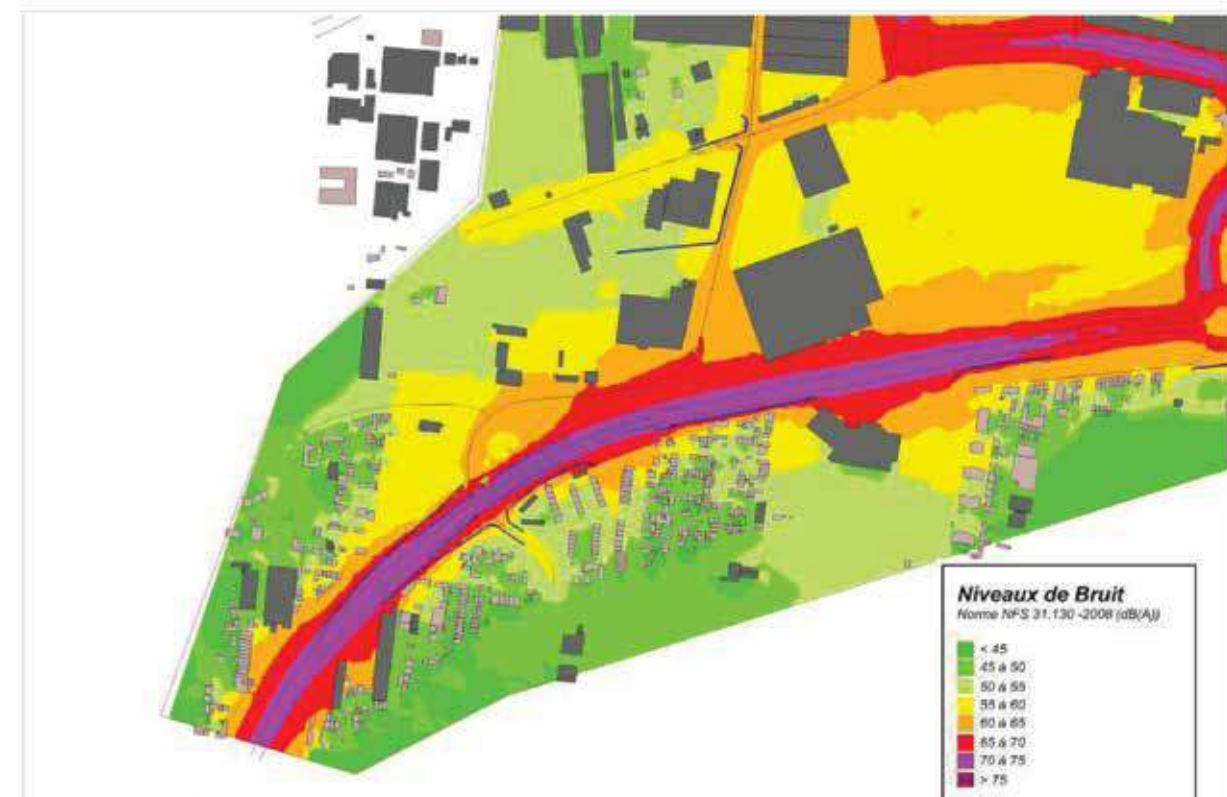 Niveaux de Bruit
Norme NFS 31.130 -2008 (dB(A))
< 45
45 à 50
50 à 55
55 à 60
60 à 65
65 à 70
70 à 75
> 75